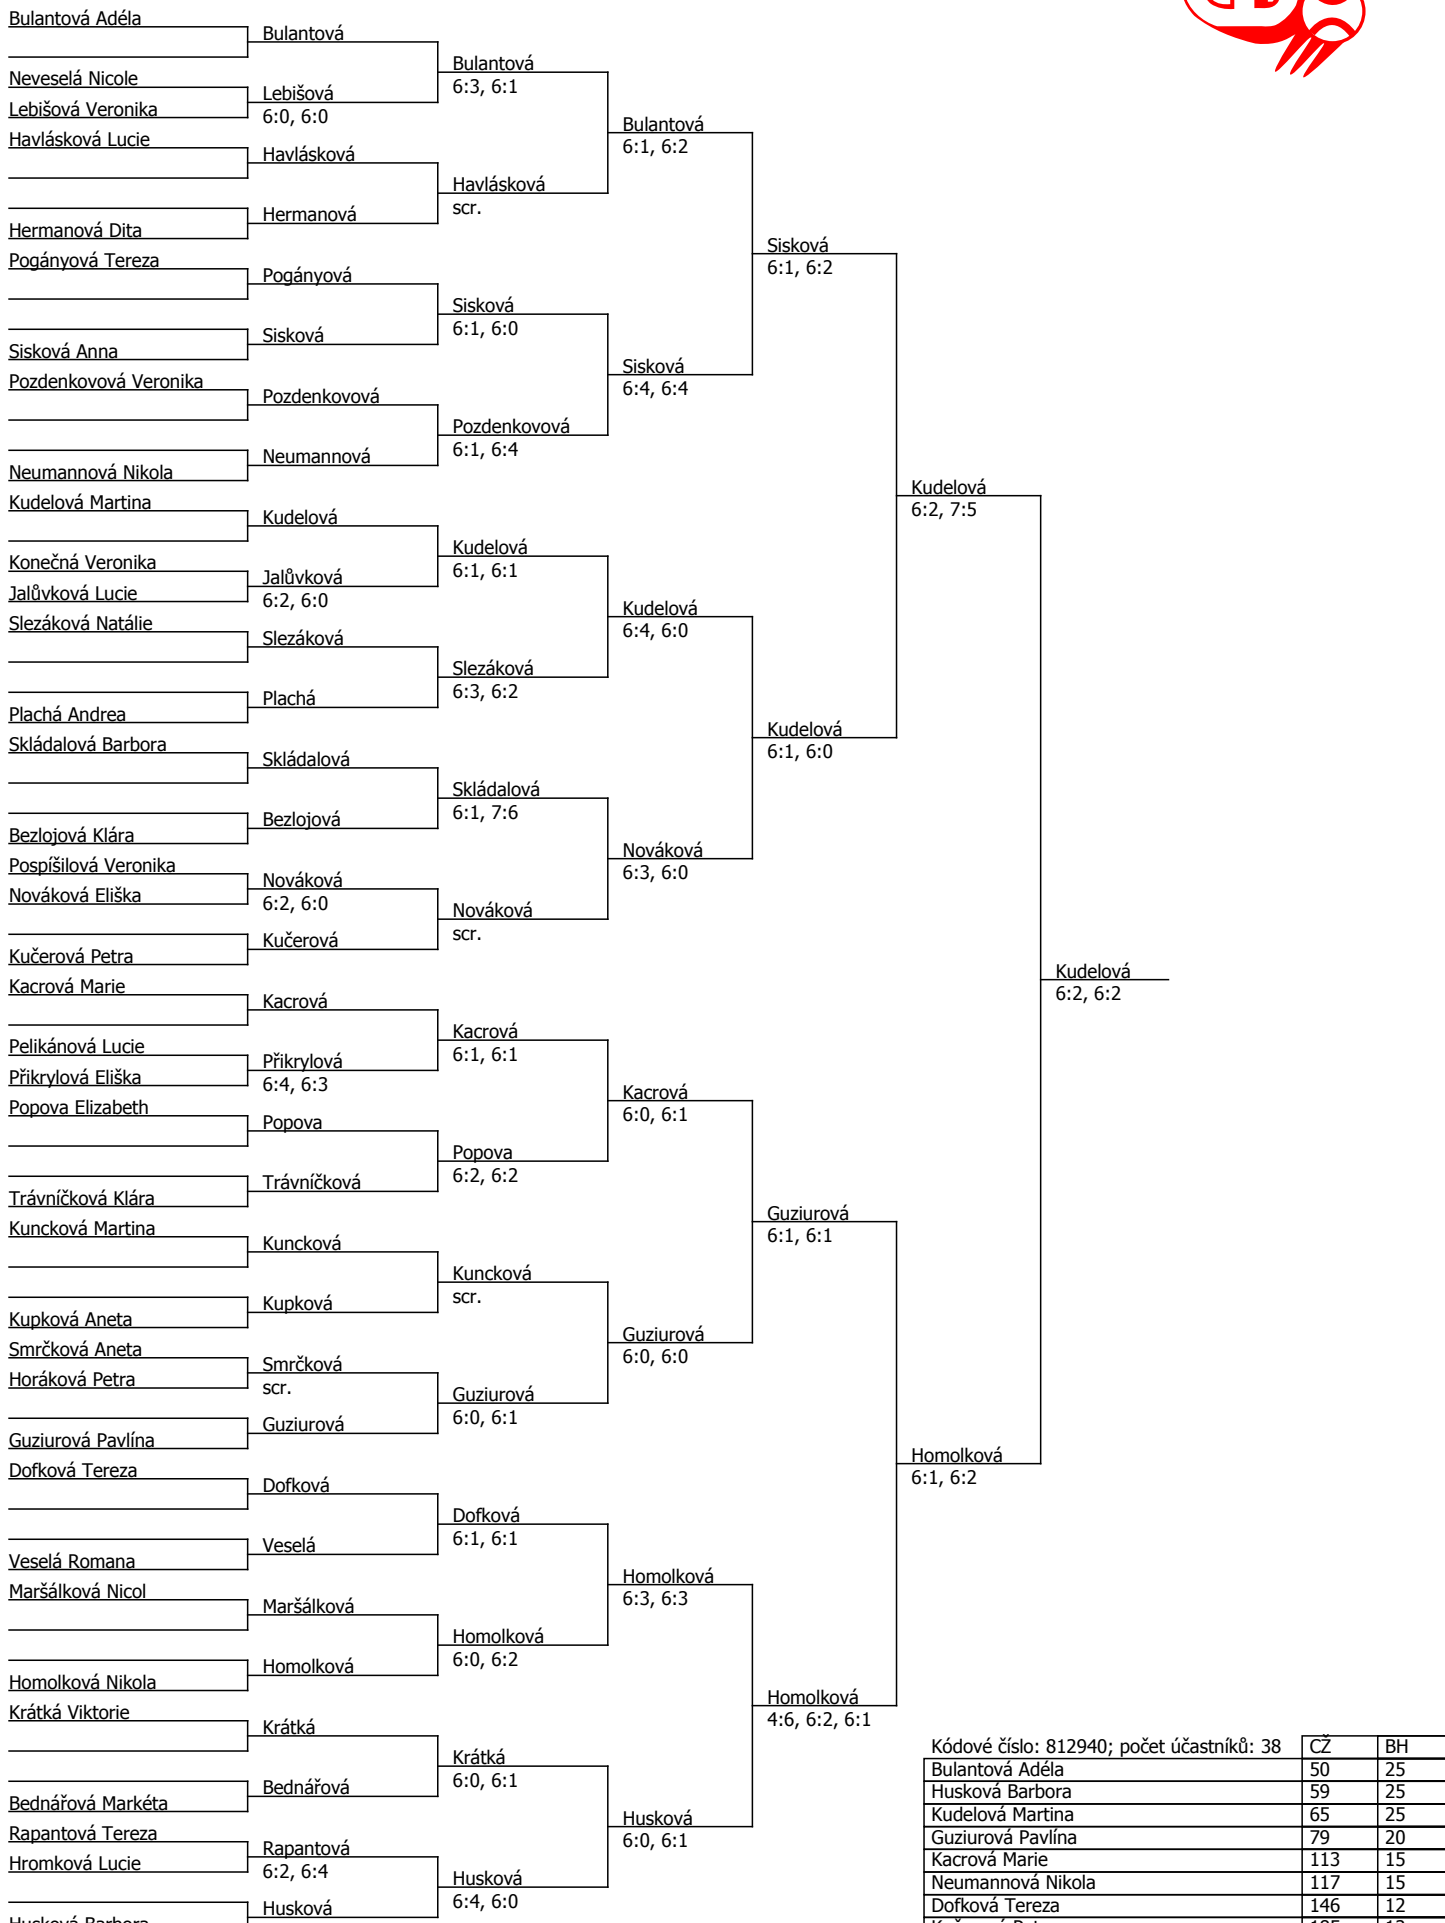 Bulantová Adéla
Neveselá Nicole
Lebišová Veronika
Havlásková Lucie
Hermanová Dita
Pogányová Tereza
Sisková Anna
Pozdenkovová Veronika
Neumannová Nikola
Kudelová Martina
Konečná Veronika
Jalůvková Lucie
Slezáková Natálie
Plachá Andrea
Skládalová Barbora
Bezlojová Klára
Pospíšilová Veronika
Nováková Eliška
Kučerová Petra
Kacrová Marie
Pelikánová Lucie
Přikrylová Eliška
Popova Elizabeth
Trávníčková Klára
Kuncková Martina
Kupková Aneta
Smrčková Aneta
Horáková Petra
Guziurová Pavlína
Dofková Tereza
Veselá Romana
Maršálková Nicol
Homolková Nikola
Krátká Viktorie
Bednářová Markéta
Rapantová Tereza
Hromková Lucie
Husková Barbora
Bulantová
Lebišová
6:0, 6:0
Havlásková
Hermanová
Pogányová
Sisková
Pozdenkovová
Neumannová
Kudelová
Jalůvková
6:2, 6:0
Slezáková
Plachá
Skládalová
Bezlojová
Nováková
6:2, 6:0
Kučerová
Kacrová
Přikrylová
6:4, 6:3
Popova
Trávníčková
Kuncková
Kupková
Smrčková
scr.
Guziurová
Dofková
Veselá
Maršálková
Homolková
Krátká
Bednářová
Rapantová
6:2, 6:4
Husková
Bulantová
6:3, 6:1
Havlásková
scr.
Sisková
6:1, 6:0
Pozdenkovová
6:1, 6:4
Kudelová
6:1, 6:1
Slezáková
6:3, 6:2
Skládalová
6:1, 7:6
Nováková
scr.
Kacrová
6:1, 6:1
Popova
6:2, 6:2
Kuncková
scr.
Guziurová
6:0, 6:1
Dofková
6:1, 6:1
Homolková
6:0, 6:2
Krátká
6:0, 6:1
Husková
6:4, 6:0
Bulantová
6:1, 6:2
Sisková
6:4, 6:4
Kudelová
6:4, 6:0
Nováková
6:3, 6:0
Kacrová
6:0, 6:1
Guziurová
6:0, 6:0
Homolková
6:3, 6:3
Husková
6:0, 6:1
Sisková
6:1, 6:2
Kudelová
6:1, 6:0
Guziurová
6:1, 6:1
Homolková
4:6, 6:2, 6:1
Kudelová
6:2, 7:5
Homolková
6:1, 6:2
Kudelová
6:2, 6:2
Kódové číslo: 812940; počet účastníků: 38 CŽ BH
Bulantová Adéla 50 25
Husková Barbora 59 25
Kudelová Martina 65 25
Guziurová Pavlína 79 20
Kacrová Marie 113 15
Neumannová Nikola 117 15
Dofková Tereza 146 12